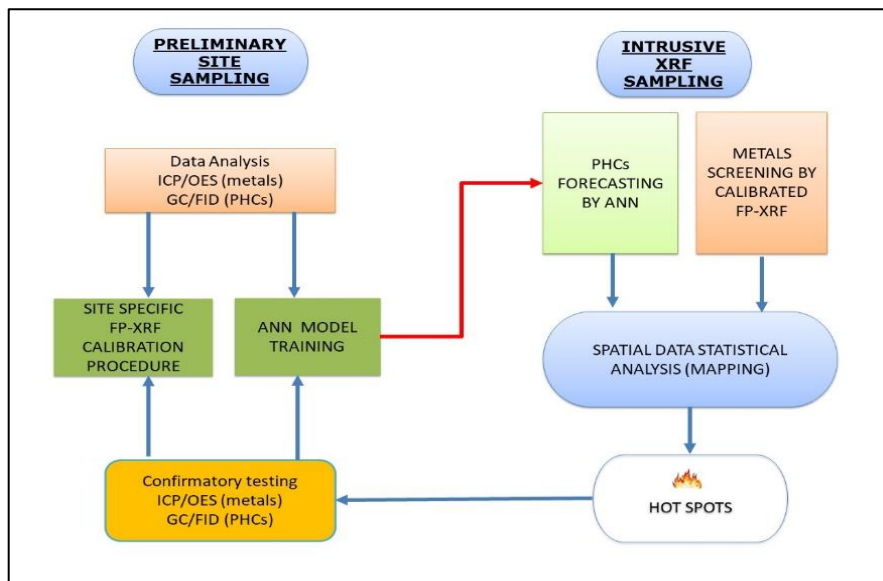 PRELIMINARY
SITE
SAMPLING
INTRUSIVE
XRF
SAMPLING
Data Analysis
ICP/OES (metals)
GC/FID (PHCs)
PHCs
FORECASTING
BY ANN
METALS
SCREENING BY
CALIBRATED
FP-XRF
SITE SPECIFIC
FP-XRF
CALIBRATION
PROCEDURE
ANN MODEL
TRAINING
SPATIAL DATA STATISTICAL
ANALYSIS (MAPPING)
Confirmatory testing
ICP/OES (metals)
GC/FID (PHCs)
HOT SPOTS